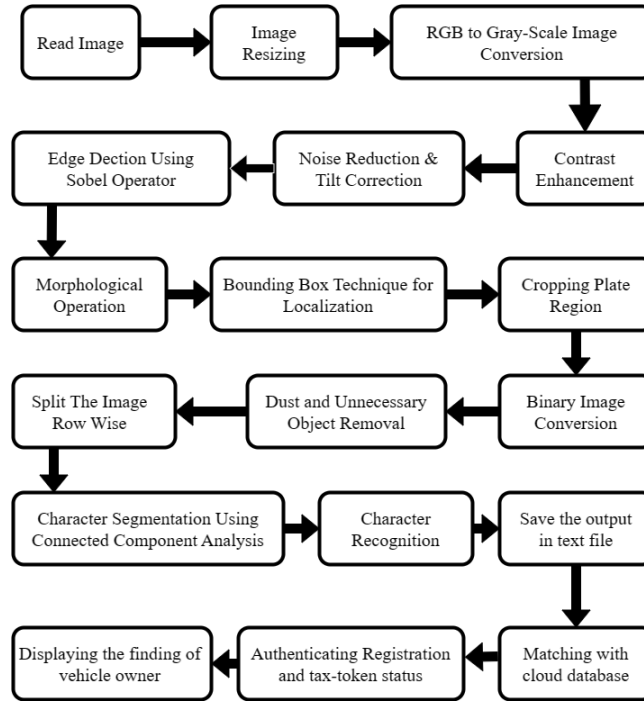 Read Image
Image
Resizing
RGB to Gray-Scale Image
Conversion
Contrast
Enhancement
Noise Reduction &
Tilt Correction
Edge Dection Using
Sobel Operator
Morphological
Operation
Bounding Box Technique for
Localization
Cropping Plate
Region
Binary Image
Conversion
Dust and Unnecessary
Object Removal
Split The Image
Row Wise
Character Segmentation Using
Connected Component Analysis
Character
Recognition
Save the output
in text file
Matching with
cloud database
Authenticating Registration
and tax-token status
Displaying the finding of
vehicle owner